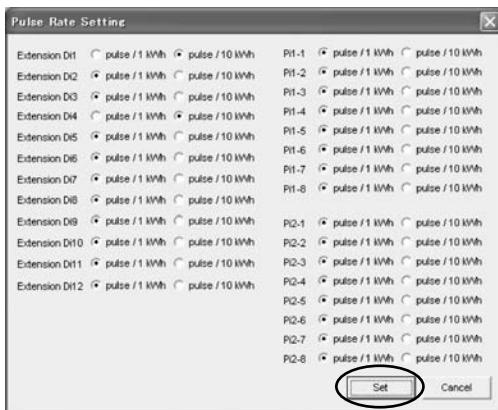 Pulse Rate Setting
Extension Di1 pulse / 1 kWh pulse / 10 kWh
Extension Di2 pulse / 1 kWh pulse / 10 kWh
Extension Di3 pulse / 1 kWh pulse / 10 kWh
Extension Di4 pulse / 1 kWh pulse / 10 kWh
Extension Di5 pulse / 1 kWh pulse / 10 kWh
Extension Di6 pulse / 1 kWh pulse / 10 kWh
Extension Di7 pulse / 1 kWh pulse / 10 kWh
Extension Di8 pulse / 1 kWh pulse / 10 kWh
Extension Di9 pulse / 1 kWh pulse / 10 kWh
Extension Di10 pulse / 1 kWh pulse / 10 kWh
Extension Di11 pulse / 1 kWh pulse / 10 kWh
Extension Di12 pulse / 1 kWh pulse / 10 kWh
Pi1-1 pulse / 1 kWh pulse / 10 kWh
Pi1-2 pulse / 1 kWh pulse / 10 kWh
Pi1-3 pulse / 1 kWh pulse / 10 kWh
Pi1-4 pulse / 1 kWh pulse / 10 kWh
Pi1-5 pulse / 1 kWh pulse / 10 kWh
Pi1-6 pulse / 1 kWh pulse / 10 kWh
Pi1-7 pulse / 1 kWh pulse / 10 kWh
Pi1-8 pulse / 1 kWh pulse / 10 kWh
Pi2-1 pulse / 1 kWh pulse / 10 kWh
Pi2-2 pulse / 1 kWh pulse / 10 kWh
Pi2-3 pulse / 1 kWh pulse / 10 kWh
Pi2-4 pulse / 1 kWh pulse / 10 kWh
Pi2-5 pulse / 1 kWh pulse / 10 kWh
Pi2-6 pulse / 1 kWh pulse / 10 kWh
Pi2-7 pulse / 1 kWh pulse / 10 kWh
Pi2-8 pulse / 1 kWh pulse / 10 kWh
Set Cancel